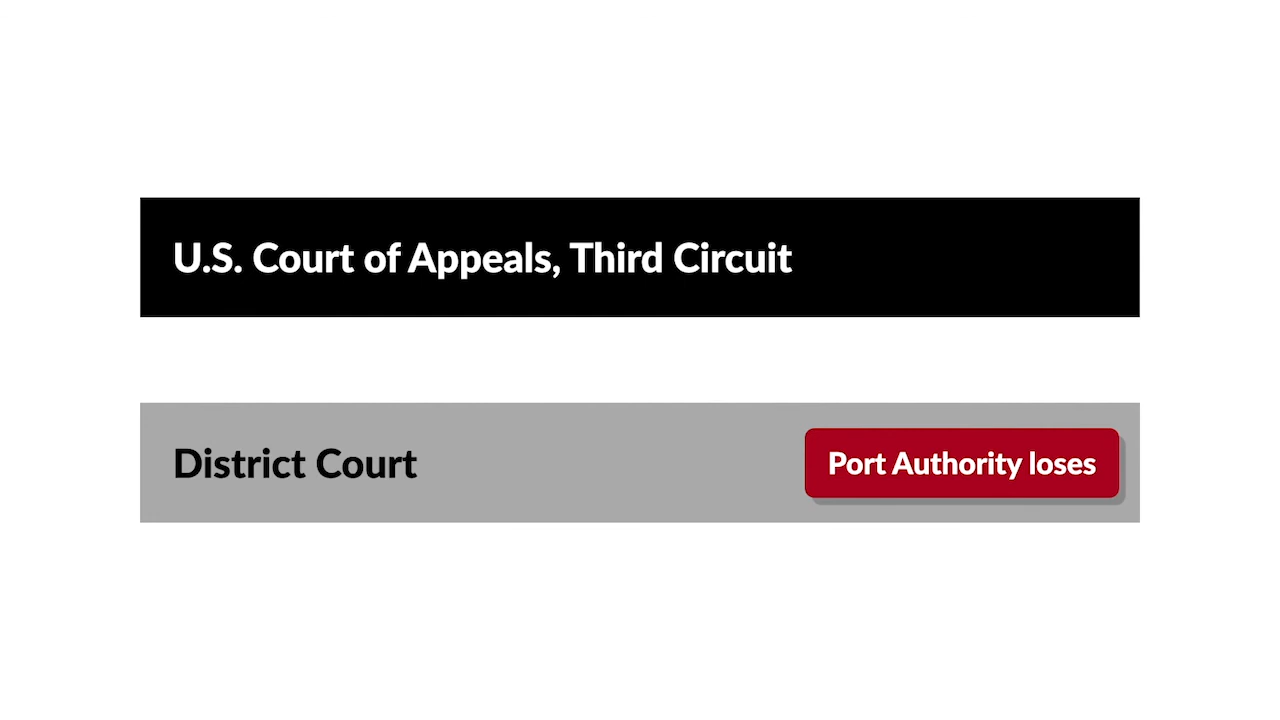 U.S. Court of Appeals, Third Circuit
District Court
Port Authority loses